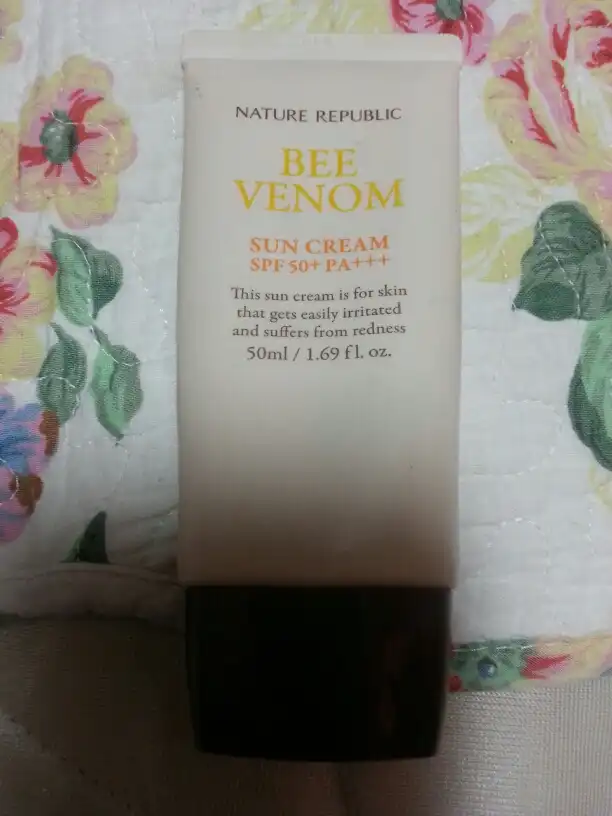 NATURE REPUBLIC
BEE
VENOM
SUN CREAM
SPF 50+ PA+++
This sun cream is for skin
that gets easily irritated
and suffers from redness
50ml / 1.69 fl. oz.